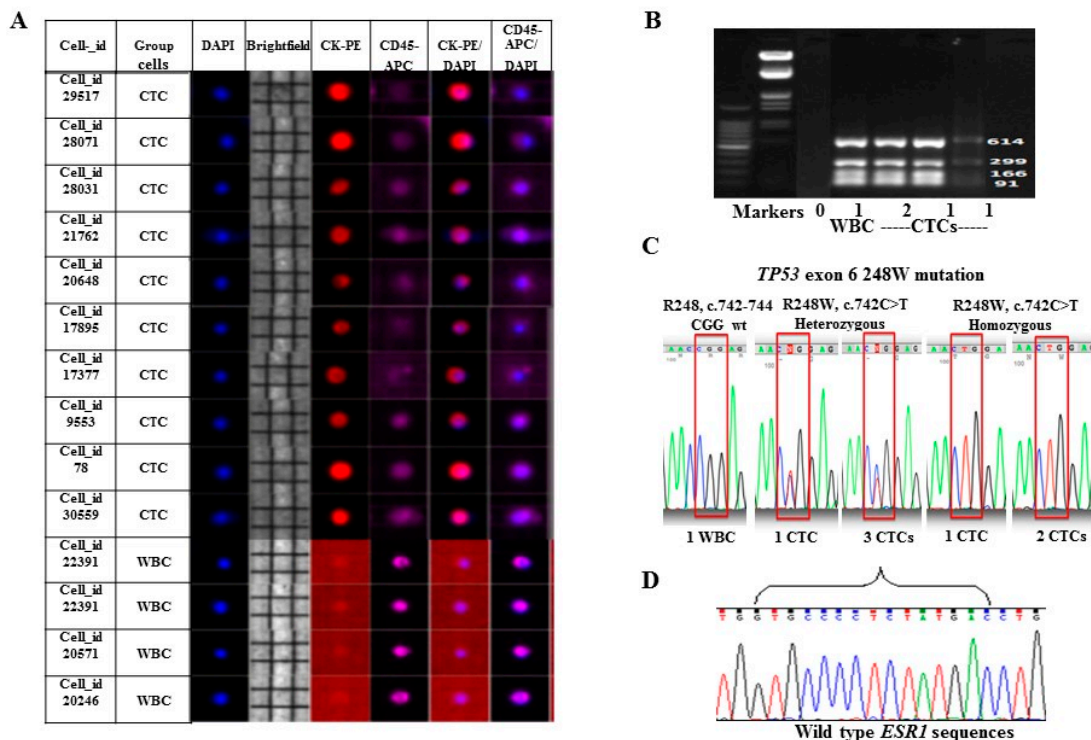 A
Cell-_id Group cells DAPI Brightfield CK-PE CD45-APC CK-PE/DAPI CD45-APC/DAPI
Cell_id 29517 CTC
Cell_id 28071 CTC
Cell_id 28031 CTC
Cell_id 21762 CTC
Cell_id 20648 CTC
Cell_id 17895 CTC
Cell_id 17377 CTC
Cell_id 9553 CTC
Cell_id 78 CTC
Cell_id 30559 CTC
Cell_id 22391 WBC
Cell_id 22391 WBC
Cell_id 20571 WBC
Cell_id 20246 WBC
B
614
299
166
91
Markers 0 1 2 1 1
WBC -----CTCs-----
C
TP53 exon 6 248W mutation
R248, c.742-744 CGG wt
R248W, c.742C>T Heterozygous
R248W, c.742C>T Homozygous
1 WBC 1 CTC 3 CTCs 1 CTC 2 CTCs
D
Wild type ESR1 sequences